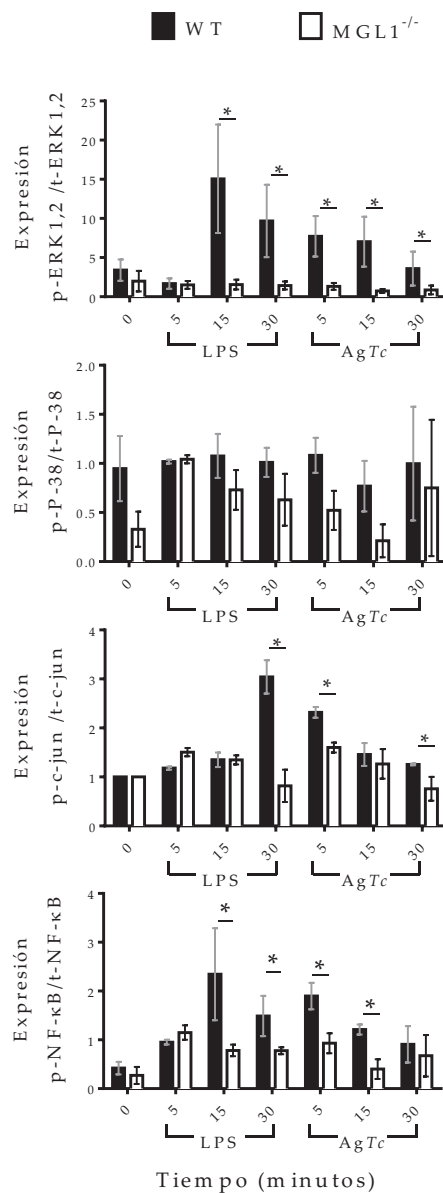 WT MGL1-/-
Expresión
p-ERK1,2 /t-ERK1,2
25
20
15
10
5
0
* * * * *
0 5 15 30 5 15 30
LPS AgTc
Expresión
p-P-38/t-P-38
2.0
1.5
1.0
0.5
0.0
0 5 15 30 5 15 30
LPS AgTc
Expresión
p-c-jun /t-c-jun
4
3
2
1
0
* * *
0 5 15 30 5 15 30
LPS AgTc
Expresión
p-NF-κB/t-NF-κB
4
3
2
1
0
* * * *
0 5 15 30 5 15 30
LPS AgTc
Tiempo (minutos)